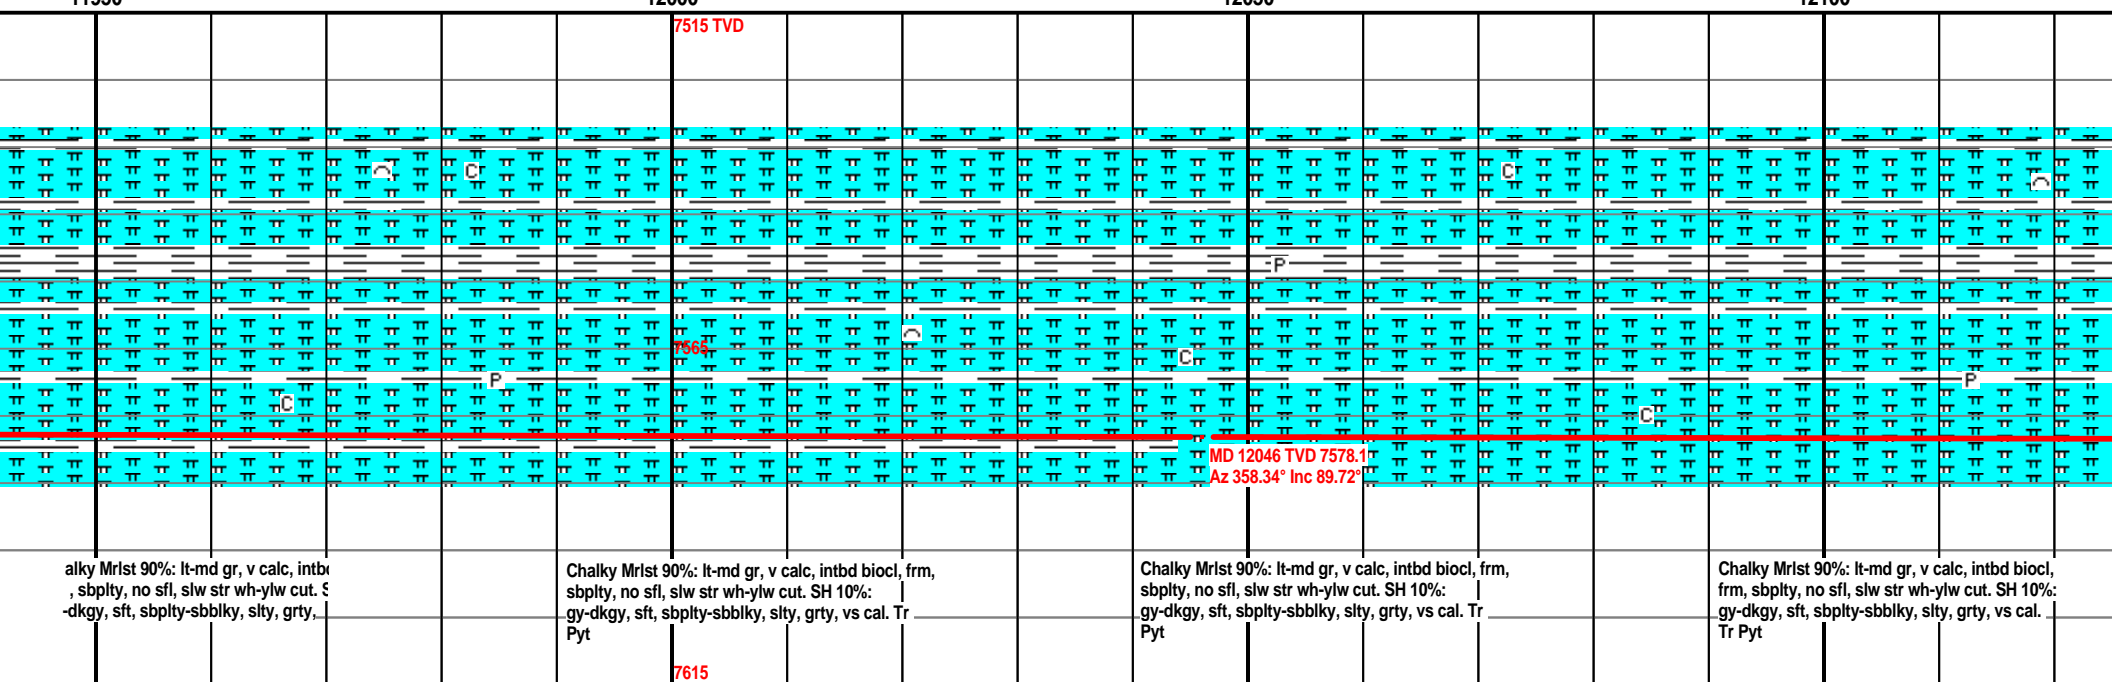 11950 12000 12050 12100
7515 TVD
C C
P
7565
C
P P
C C
MD 12046 TVD 7578.1
Az 358.34° Inc 89.72°
alky Mrlst 90%: lt-md gr, v calc, intbd
, sbplty, no sfl, slw str wh-ylw cut. S
-dkgy, sft, sbplty-sbblky, slty, grty,
Chalky Mrlst 90%: lt-md gr, v calc, intbd biocl, frm,
sbplty, no sfl, slw str wh-ylw cut. SH 10%:
gy-dkgy, sft, sbplty-sbblky, slty, grty, vs cal. Tr
Pyt
Chalky Mrlst 90%: lt-md gr, v calc, intbd biocl, frm,
sbplty, no sfl, slw str wh-ylw cut. SH 10%:
gy-dkgy, sft, sbplty-sbblky, slty, grty, vs cal. Tr
Pyt
Chalky Mrlst 90%: lt-md gr, v calc, intbd biocl,
frm, sbplty, no sfl, slw str wh-ylw cut. SH 10%:
gy-dkgy, sft, sbplty-sbblky, slty, grty, vs cal.
Tr Pyt
7615